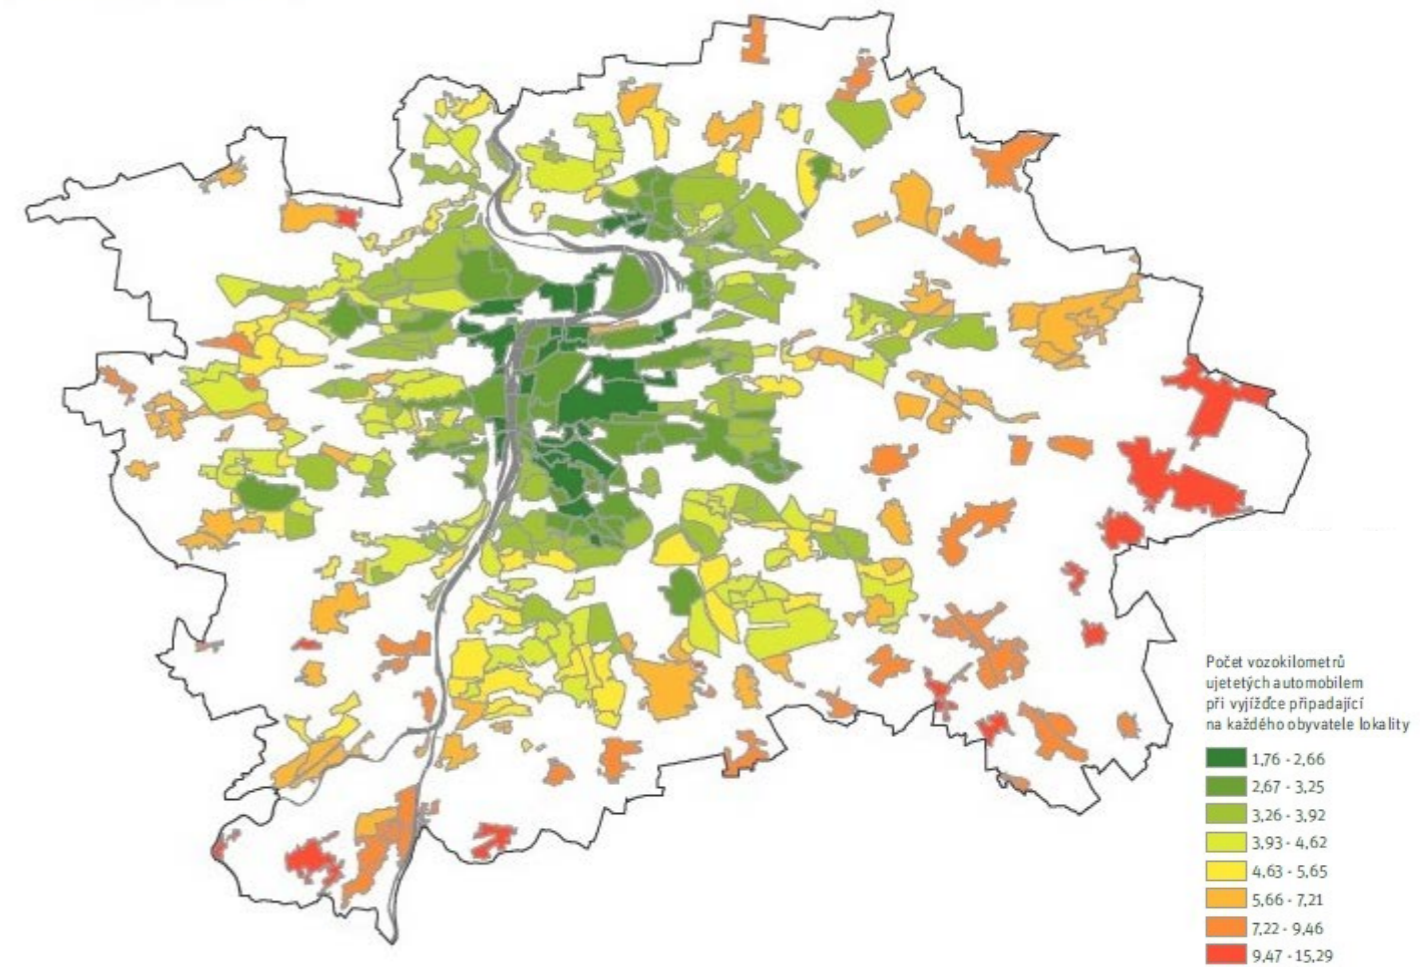 Počet vozokilometrů
ujetetých automobilem
při vyjížďce připadající
na každého obyvatele lokality
1,76 - 2,66
2,67 - 3,25
3,26 - 3,92
3,93 - 4,62
4,63 - 5,65
5,66 - 7,21
7,22 - 9,46
9,47 - 15,29